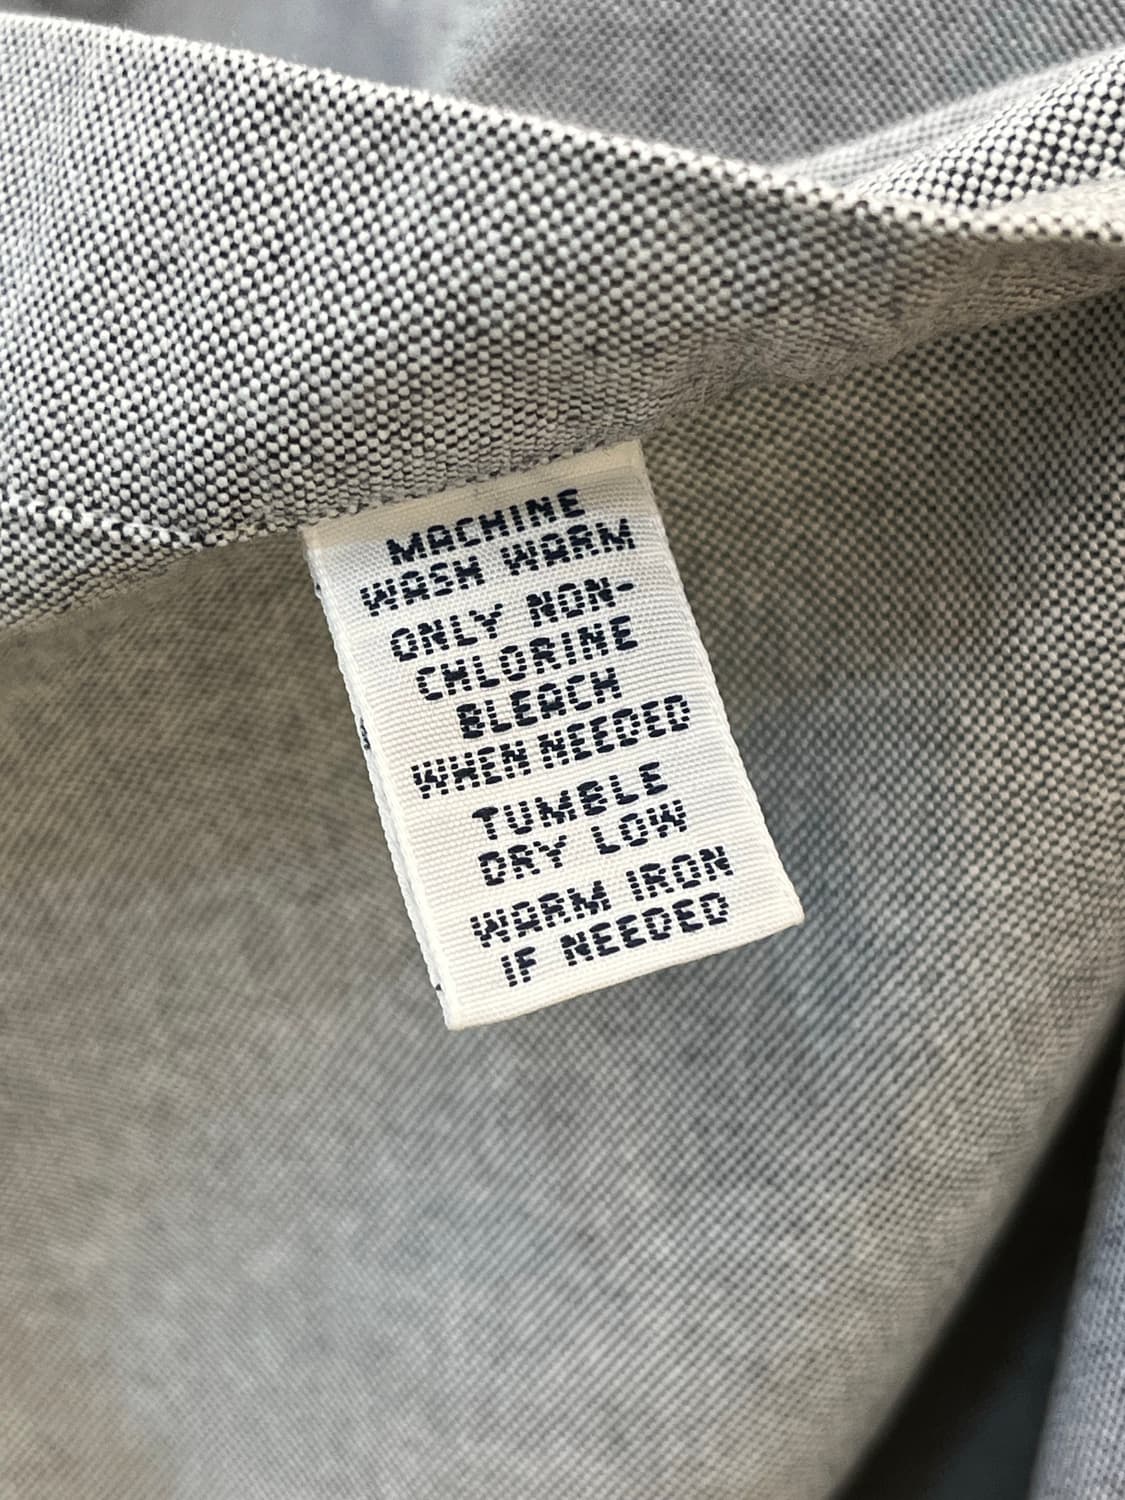 MACHINE
WASH WARM
ONLY NON-
CHLORINE
BLEACH
WHEN NEEDED
TUMBLE
DRY LOW
WARM IRON
IF NEEDED